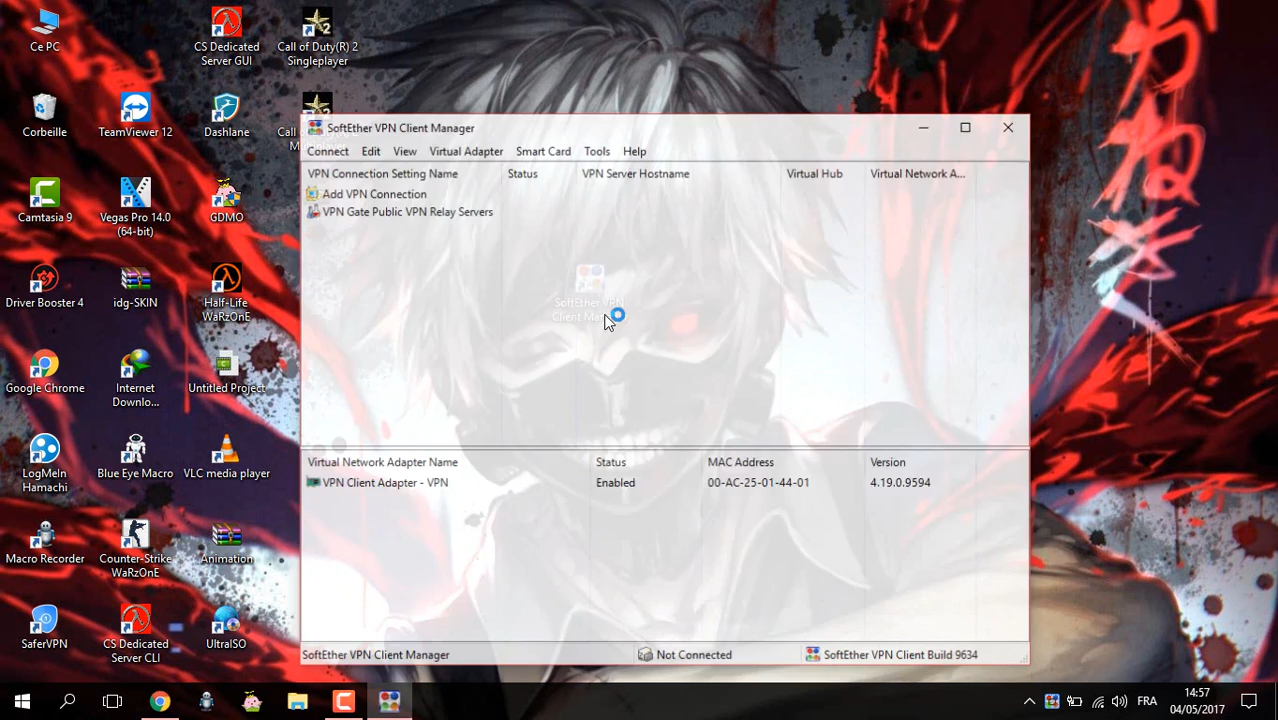 Ce PC
CS Dedicated
Server GUI
Call of Duty(R) 2
Singleplayer
Corbeille
TeamViewer 12
Dashlane
Camtasia 9
Vegas Pro 14.0
(64-bit)
GDMO
Driver Booster 4
idg-SKIN
Half-Life
WaRzOnE
Google Chrome
Internet
Downlo...
Untitled Project
LogMeIn
Hamachi
Blue Eye Macro
VLC media player
Macro Recorder
Counter-Strike
WaRzOnE
Animation
SaferVPN
CS Dedicated
Server CLI
UltraISO
SoftEther VPN Client Manager
Connect Edit View Virtual Adapter Smart Card Tools Help
VPN Connection Setting Name Status VPN Server Hostname Virtual Hub Virtual Network A...
Add VPN Connection
VPN Gate Public VPN Relay Servers
SoftEther VPN
Virtual Network Adapter Name Status MAC Address Version
VPN Client Adapter - VPN Enabled 00-AC-25-01-44-01 4.19.0.9594
SoftEther VPN Client Manager Not Connected SoftEther VPN Client Build 9634
FRA
14:57
04/05/2017